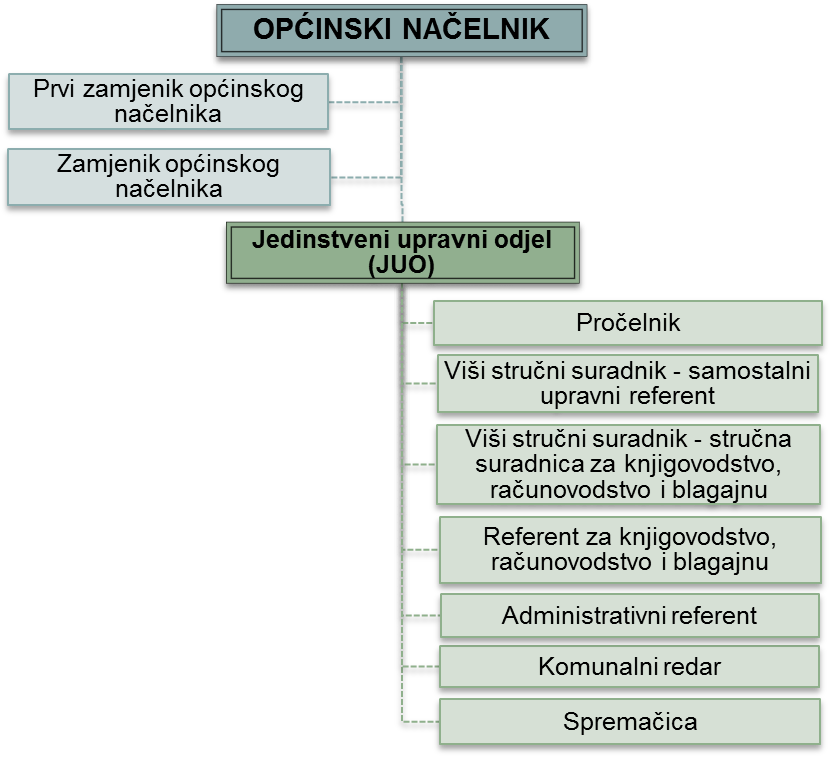 OPĆINSKI NAČELNIK
Prvi zamjenik općinskog
načelnika
Zamjenik općinskog
načelnika
Jedinstveni upravni odjel
(JUO)
Pročelnik
Viši stručni suradnik - samostalni
upravni referent
Viši stručni suradnik - stručna
suradnica za knjigovodstvo,
računovodstvo i blagajnu
Referent za knjigovodstvo,
računovodstvo i blagajnu
Administrativni referent
Komunalni redar
Spremačica